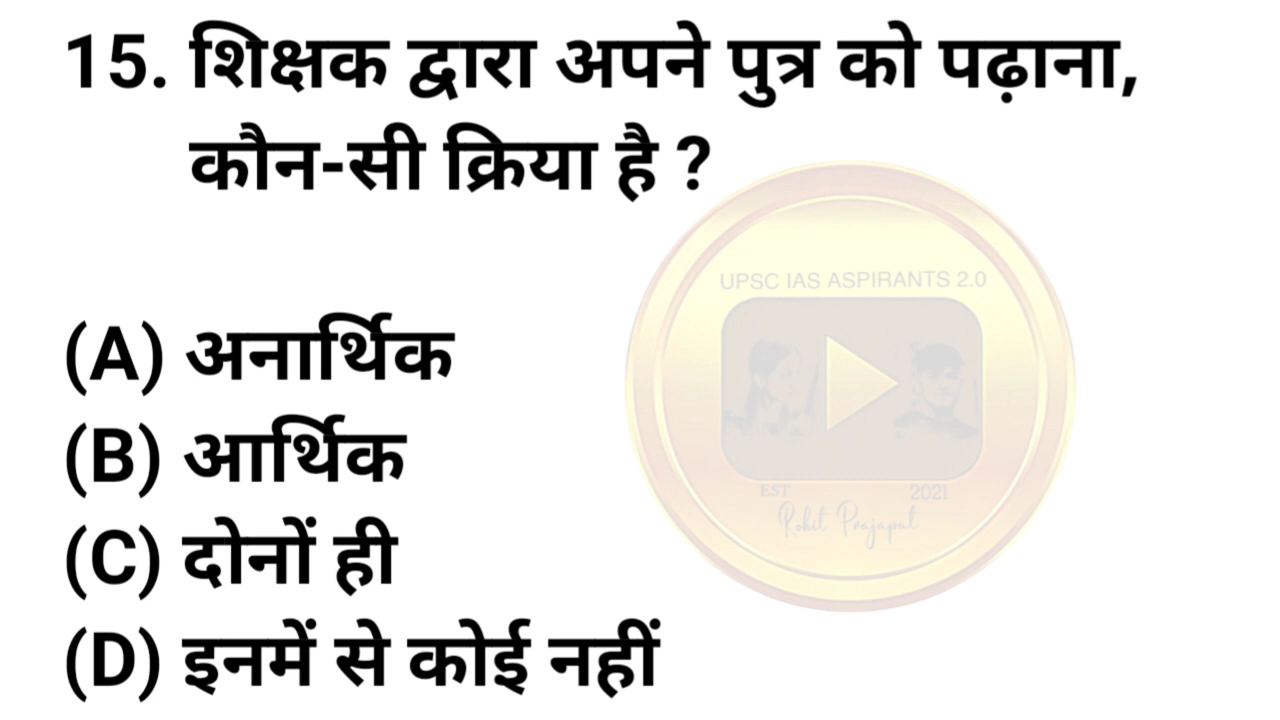 15. शिक्षक द्वारा अपने पुत्र को पढ़ाना,
कौन-सी क्रिया है ?
UPSC IAS ASPIRANTS 2.0
(A) अनार्थिक
(B) आर्थिक
EST 2021
Rohit Prajapat
(C) दोनों ही
(D) इनमें से कोई नहीं